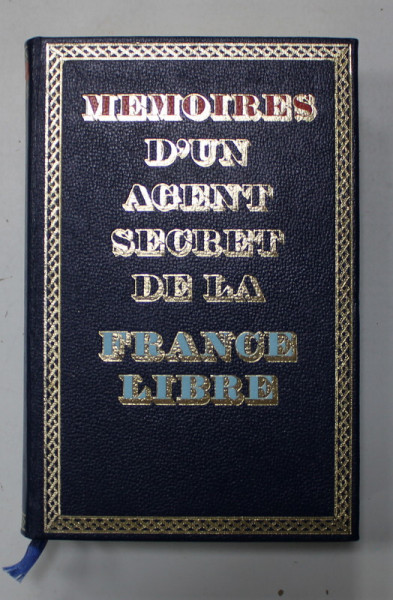 MEMOIRES
D'UN
AGENT
SECRET
DE LA
FRANCE
LIBRE